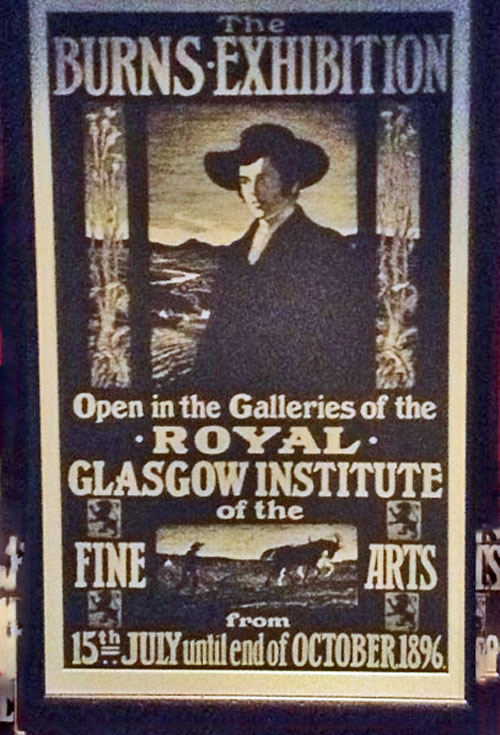 The
BURNS·EXHIBITION
Open in the Galleries of the
·ROYAL·
GLASGOW INSTITUTE
of the
FINE ARTS
from
15th JULY until end of OCTOBER.1896.